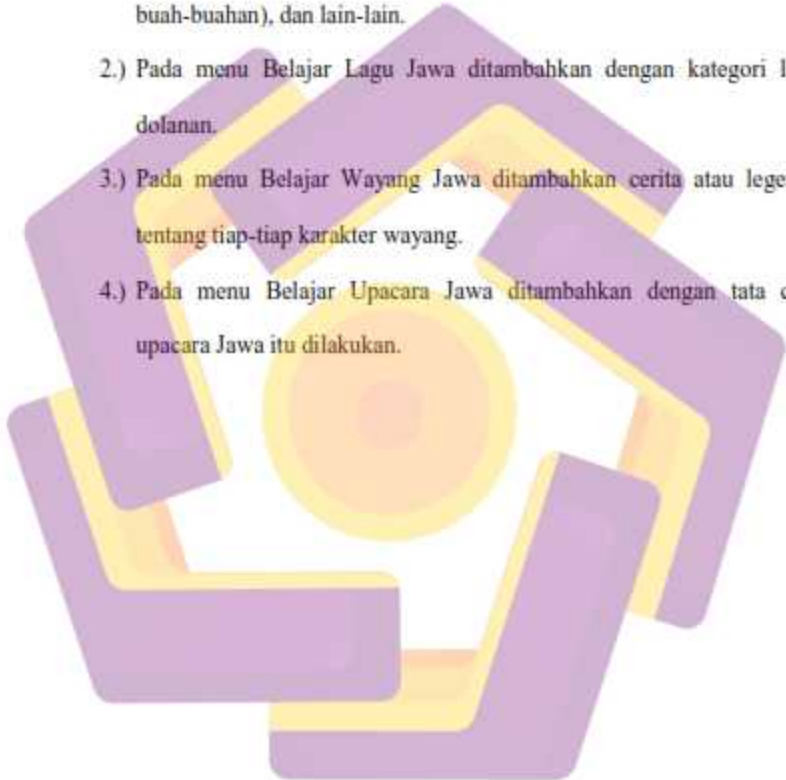 buah-buahan), dan lain-lain.
2.) Pada menu Belajar Lagu Jawa ditambahkan dengan kategori l
dolanan.
3.) Pada menu Belajar Wayang Jawa ditambahkan cerita atau lege
tentang tiap-tiap karakter wayang.
4.) Pada menu Belajar Upacara Jawa ditambahkan dengan tata c
upacara Jawa itu dilakukan.